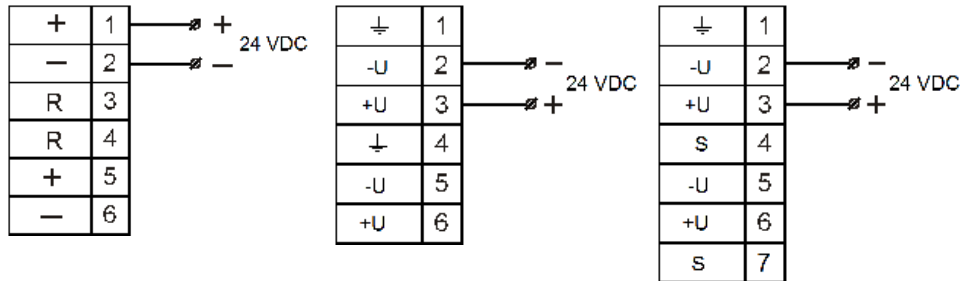 + 1 +
24 VDC
— 2 —
R 3
R 4
+ 5
— 6
⏚ 1
-U 2 −
24 VDC
+U 3 +
⏚ 4
-U 5
+U 6
⏚ 1
-U 2 −
24 VDC
+U 3 +
S 4
-U 5
+U 6
S 7